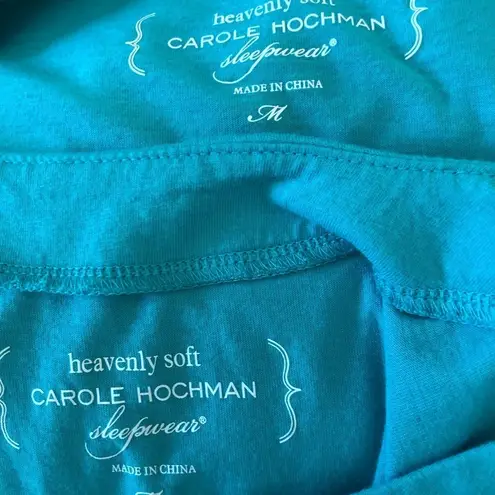 heavenly soft
CAROLE HOCHMAN
sleepwear®
MADE IN CHINA
M
heavenly soft
CAROLE HOCHMAN
sleepwear®
MADE IN CHINA
M